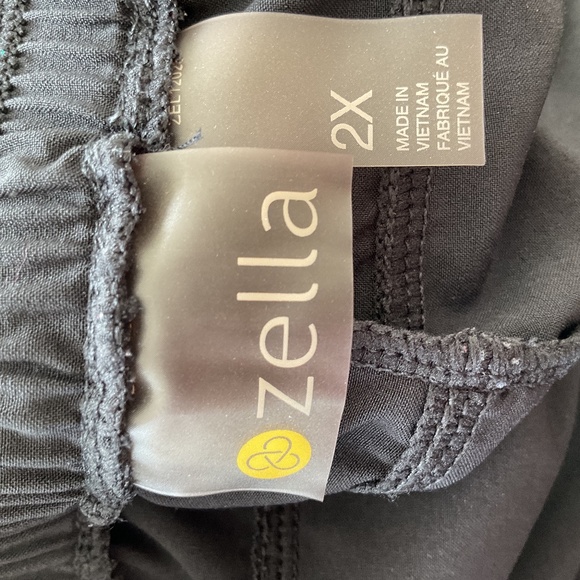 zella
2X
MADE IN
VIETNAM
FABRIQUÉ AU
VIETNAM